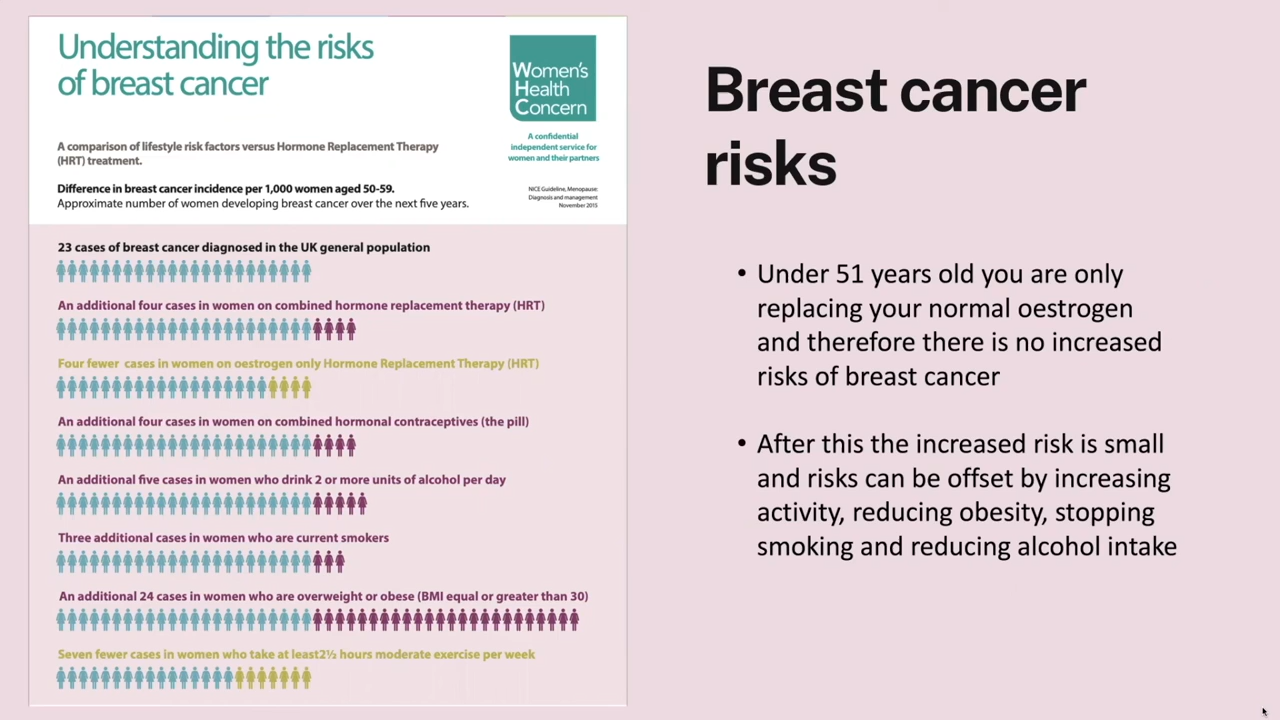 Understanding the risks
of breast cancer
Women's
Health
Concern
A confidential
independent service for
women and their partners
A comparison of lifestyle risk factors versus Hormone Replacement Therapy
(HRT) treatment.
Difference in breast cancer incidence per 1,000 women aged 50-59.
Approximate number of women developing breast cancer over the next five years.
NICE Guideline, Menopause:
Diagnosis and management
November 2015
23 cases of breast cancer diagnosed in the UK general population
An additional four cases in women on combined hormone replacement therapy (HRT)
Four fewer cases in women on oestrogen only Hormone Replacement Therapy (HRT)
An additional four cases in women on combined hormonal contraceptives (the pill)
An additional five cases in women who drink 2 or more units of alcohol per day
Three additional cases in women who are current smokers
An additional 24 cases in women who are overweight or obese (BMI equal or greater than 30)
Seven fewer cases in women who take at least2½ hours moderate exercise per week
Breast cancer
risks
• Under 51 years old you are only
replacing your normal oestrogen
and therefore there is no increased
risks of breast cancer
• After this the increased risk is small
and risks can be offset by increasing
activity, reducing obesity, stopping
smoking and reducing alcohol intake